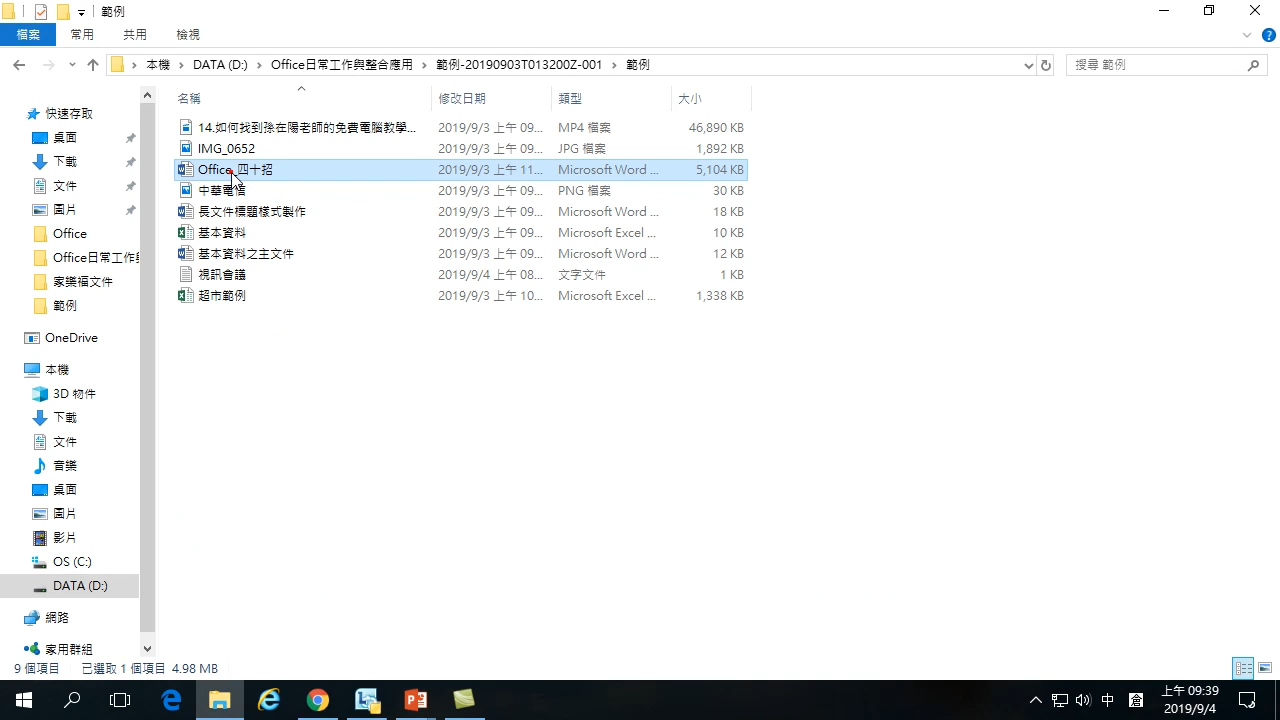 範例
檔案 常用 共用 檢視
本機 DATA (D:) Office日常工作與整合應用 範例-20190903T013200Z-001 範例 搜尋 範例
名稱 修改日期 類型 大小
14.如何找到孫在陽老師的免費電腦教學... 2019/9/3 上午 09... MP4 檔案 46,890 KB
IMG_0652 2019/9/3 上午 09... JPG 檔案 1,892 KB
Office 四十招 2019/9/3 上午 11... Microsoft Word ... 5,104 KB
中華電信 2019/9/3 上午 09... PNG 檔案 30 KB
長文件標題樣式製作 2019/9/3 上午 09... Microsoft Word ... 18 KB
基本資料 2019/9/3 上午 09... Microsoft Excel ... 10 KB
基本資料之主文件 2019/9/3 上午 09... Microsoft Word ... 12 KB
視訊會議 2019/9/4 上午 08... 文字文件 1 KB
超市範例 2019/9/3 上午 10... Microsoft Excel ... 1,338 KB
快速存取
桌面
下載
文件
圖片
Office
Office日常工作與
家樂福文件
範例
OneDrive
本機
3D 物件
下載
文件
音樂
桌面
圖片
影片
OS (C:)
DATA (D:)
網路
家用群組
9 個項目 已選取 1 個項目 4.98 MB
中 上午 09:39
2019/9/4